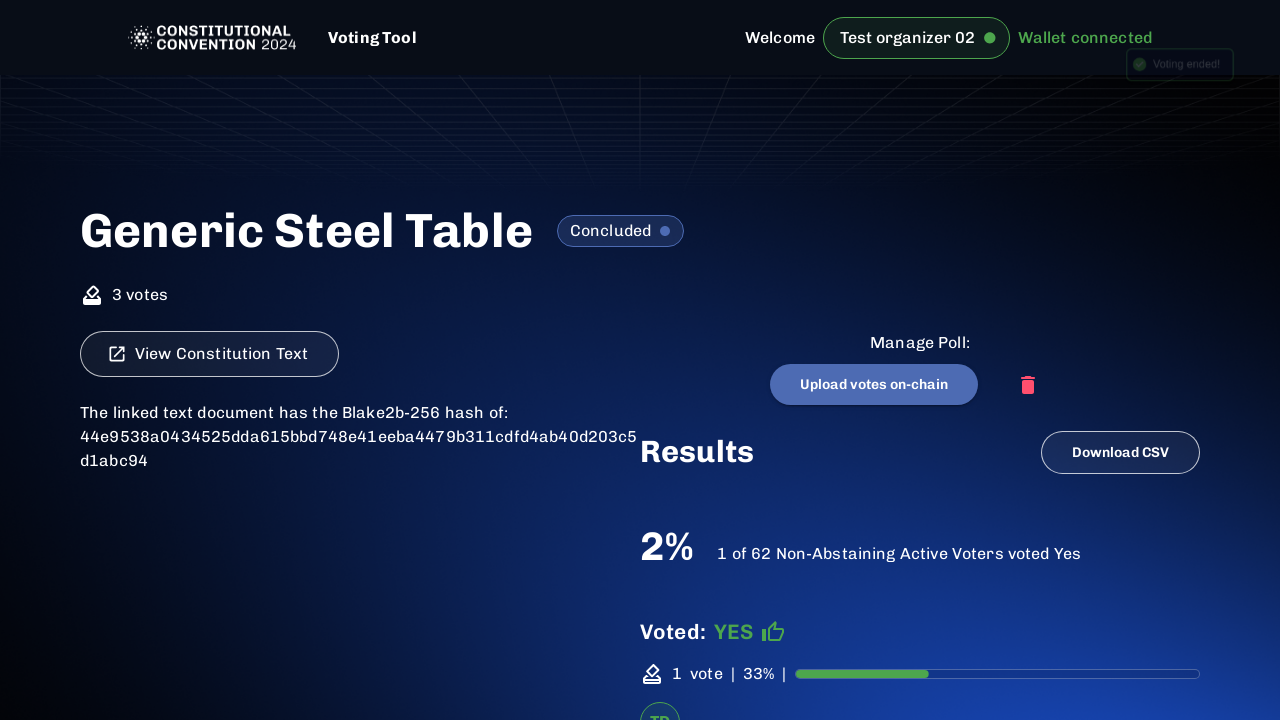 CONSTITUTIONAL
CONVENTION 2024
Voting Tool
Welcome
Test organizer 02
Wallet connected
Voting ended!
Generic Steel Table
Concluded
3 votes
View Constitution Text
Manage Poll:
Upload votes on-chain
The linked text document has the Blake2b-256 hash of:
44e9538a0434525dda615bbd748e41eeba4479b311cdfd4ab40d203c5
d1abc94
Results
Download CSV
2%
1 of 62 Non-Abstaining Active Voters voted Yes
Voted: YES
1 vote | 33% |